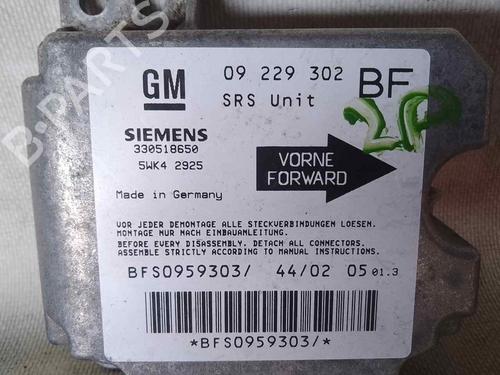 GM
09 229 302
BF
SRS Unit
SIEMENS
330518650
5WK4 2925
VORNE
FORWARD
Made in Germany
VOR JEDER DEMONTAGE ALLE STECKVERBINDUNGEN LOESEN.
MONTAGE NUR NACH EINBAUANLEITUNG.
BEFORE EVERY DISASSEMBLY. DETACH ALL CONNECTORS.
ASSEMBLE STRICTLY ACCORDING TO MANUAL INSTRUCTIONS.
BFS0959303/ 44/02 05 01.3
*BFS0959303/*
B-PARTS